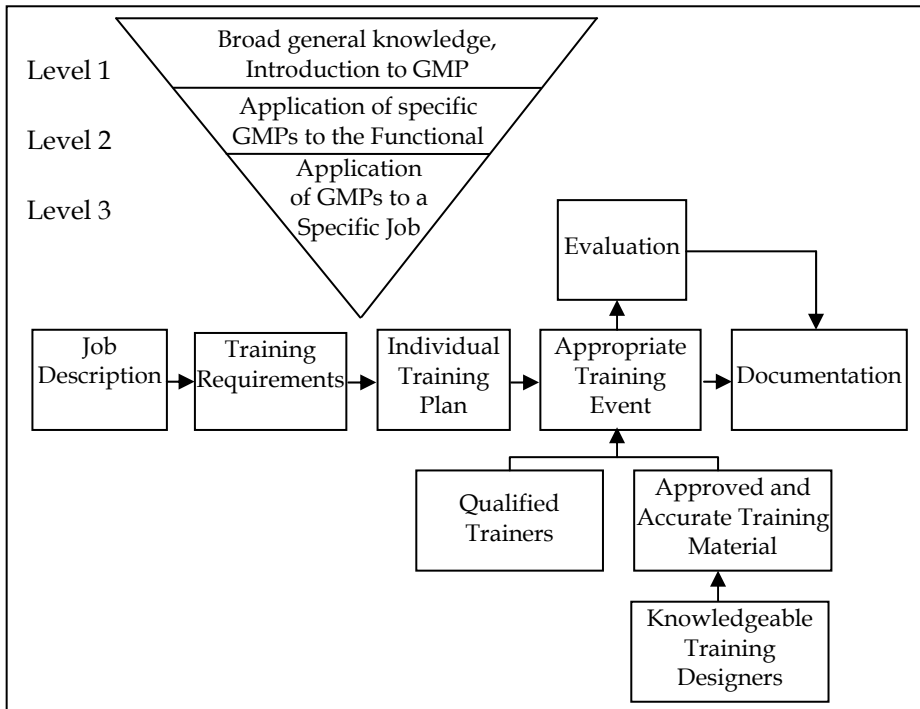 Level 1
Broad general knowledge,
Introduction to GMP
Level 2
Application of specific
GMPs to the Functional
Level 3
Application
of GMPs to a
Specific Job
Evaluation
Job
Description
Training
Requirements
Individual
Training
Plan
Appropriate
Training
Event
Documentation
Qualified
Trainers
Approved and
Accurate Training
Material
Knowledgeable
Training
Designers